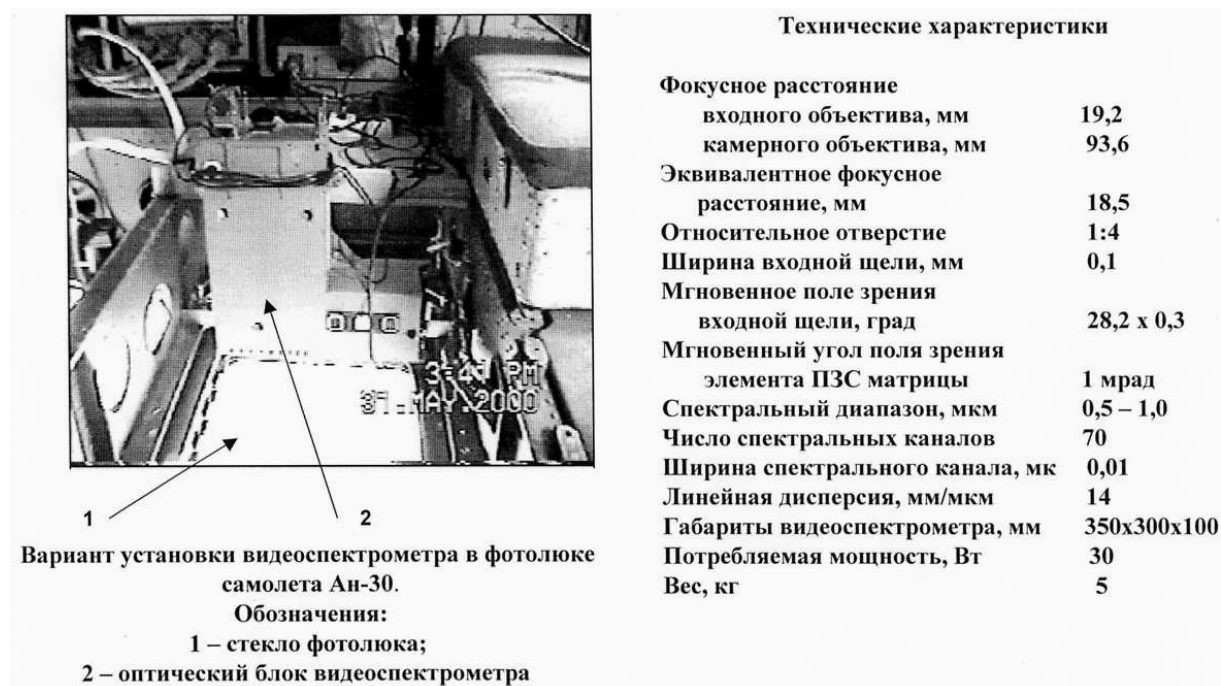 3:41 PM
31.MAY.2000
1 2
Вариант установки видеоспектрометра в фотолюке
самолета Ан-30.
Обозначения:
1 – стекло фотолюка;
2 – оптический блок видеоспектрометра
Технические характеристики
Фокусное расстояние
входного объектива, мм 19,2
камерного объектива, мм 93,6
Эквивалентное фокусное
расстояние, мм 18,5
Относительное отверстие 1:4
Ширина входной щели, мм 0,1
Мгновенное поле зрения
входной щели, град 28,2 x 0,3
Мгновенный угол поля зрения
элемента ПЗС матрицы 1 мрад
Спектральный диапазон, мкм 0,5 – 1,0
Число спектральных каналов 70
Ширина спектрального канала, мк 0,01
Линейная дисперсия, мм/мкм 14
Габариты видеоспектрометра, мм 350x300x100
Потребляемая мощность, Вт 30
Вес, кг 5